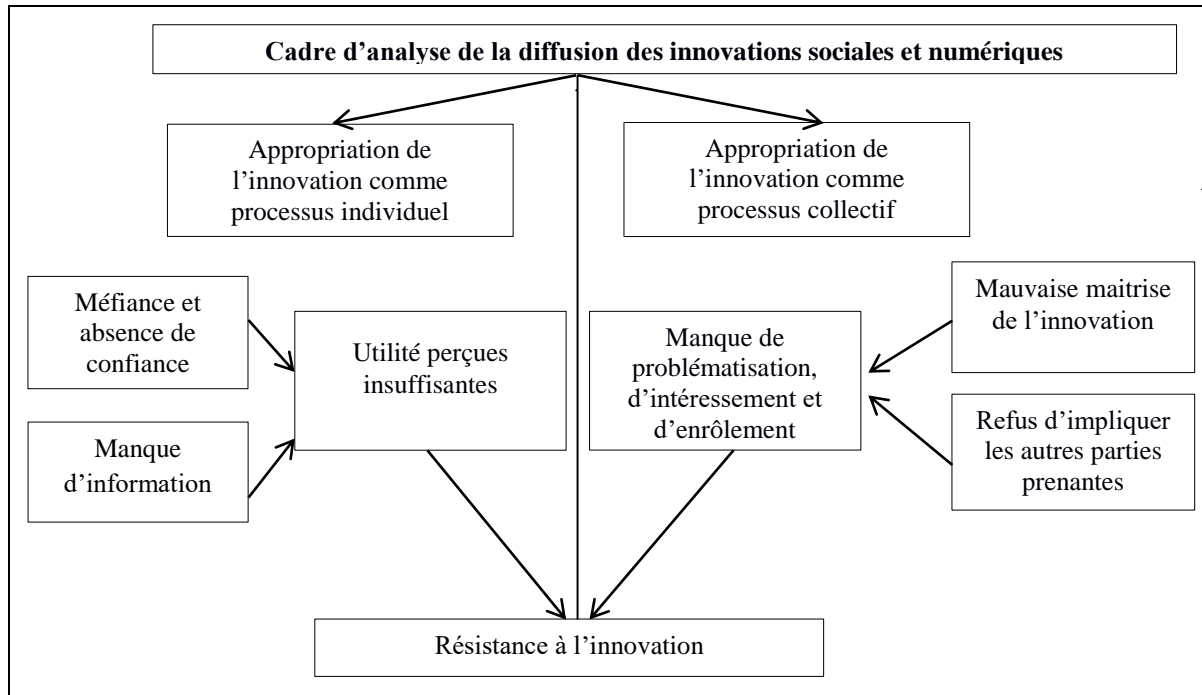 Cadre d’analyse de la diffusion des innovations sociales et numériques
Appropriation de
l’innovation comme
processus individuel
Appropriation de
l’innovation comme
processus collectif
Méfiance et
absence de
confiance
Manque
d’information
Utilité perçues
insuffisantes
Manque de
problématisation,
d’intéressement et
d’enrôlement
Mauvaise maitrise
de l’innovation
Refus d’impliquer
les autres parties
prenantes
Résistance à l’innovation